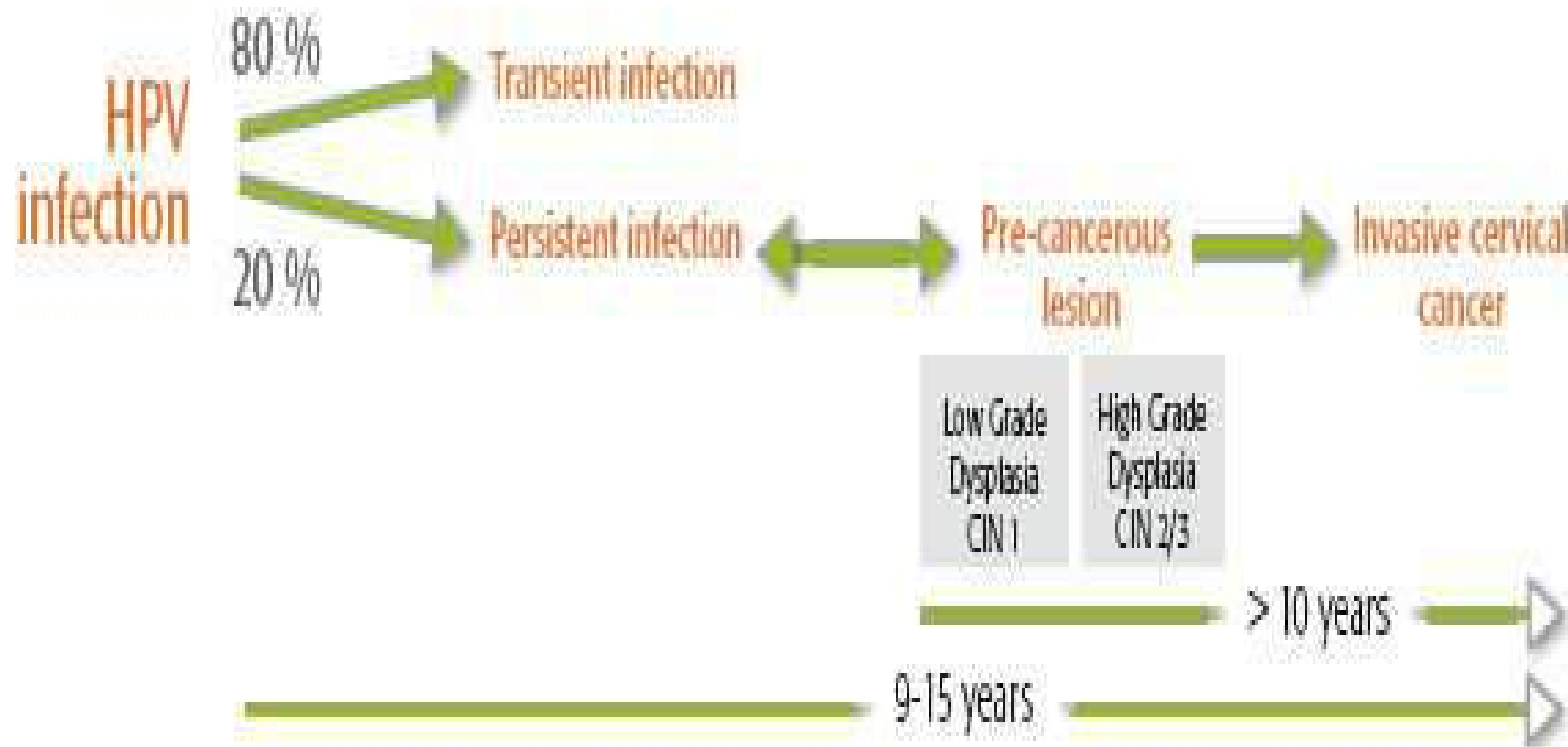 80 %
HPV
infection
20 %
Transient infection
Persistent infection
Pre-cancerous
lesion
Invasive cervical
cancer
Low Grade
Dysplasia
CIN 1
High Grade
Dysplasia
CIN 2/3
> 10 years
9-15 years